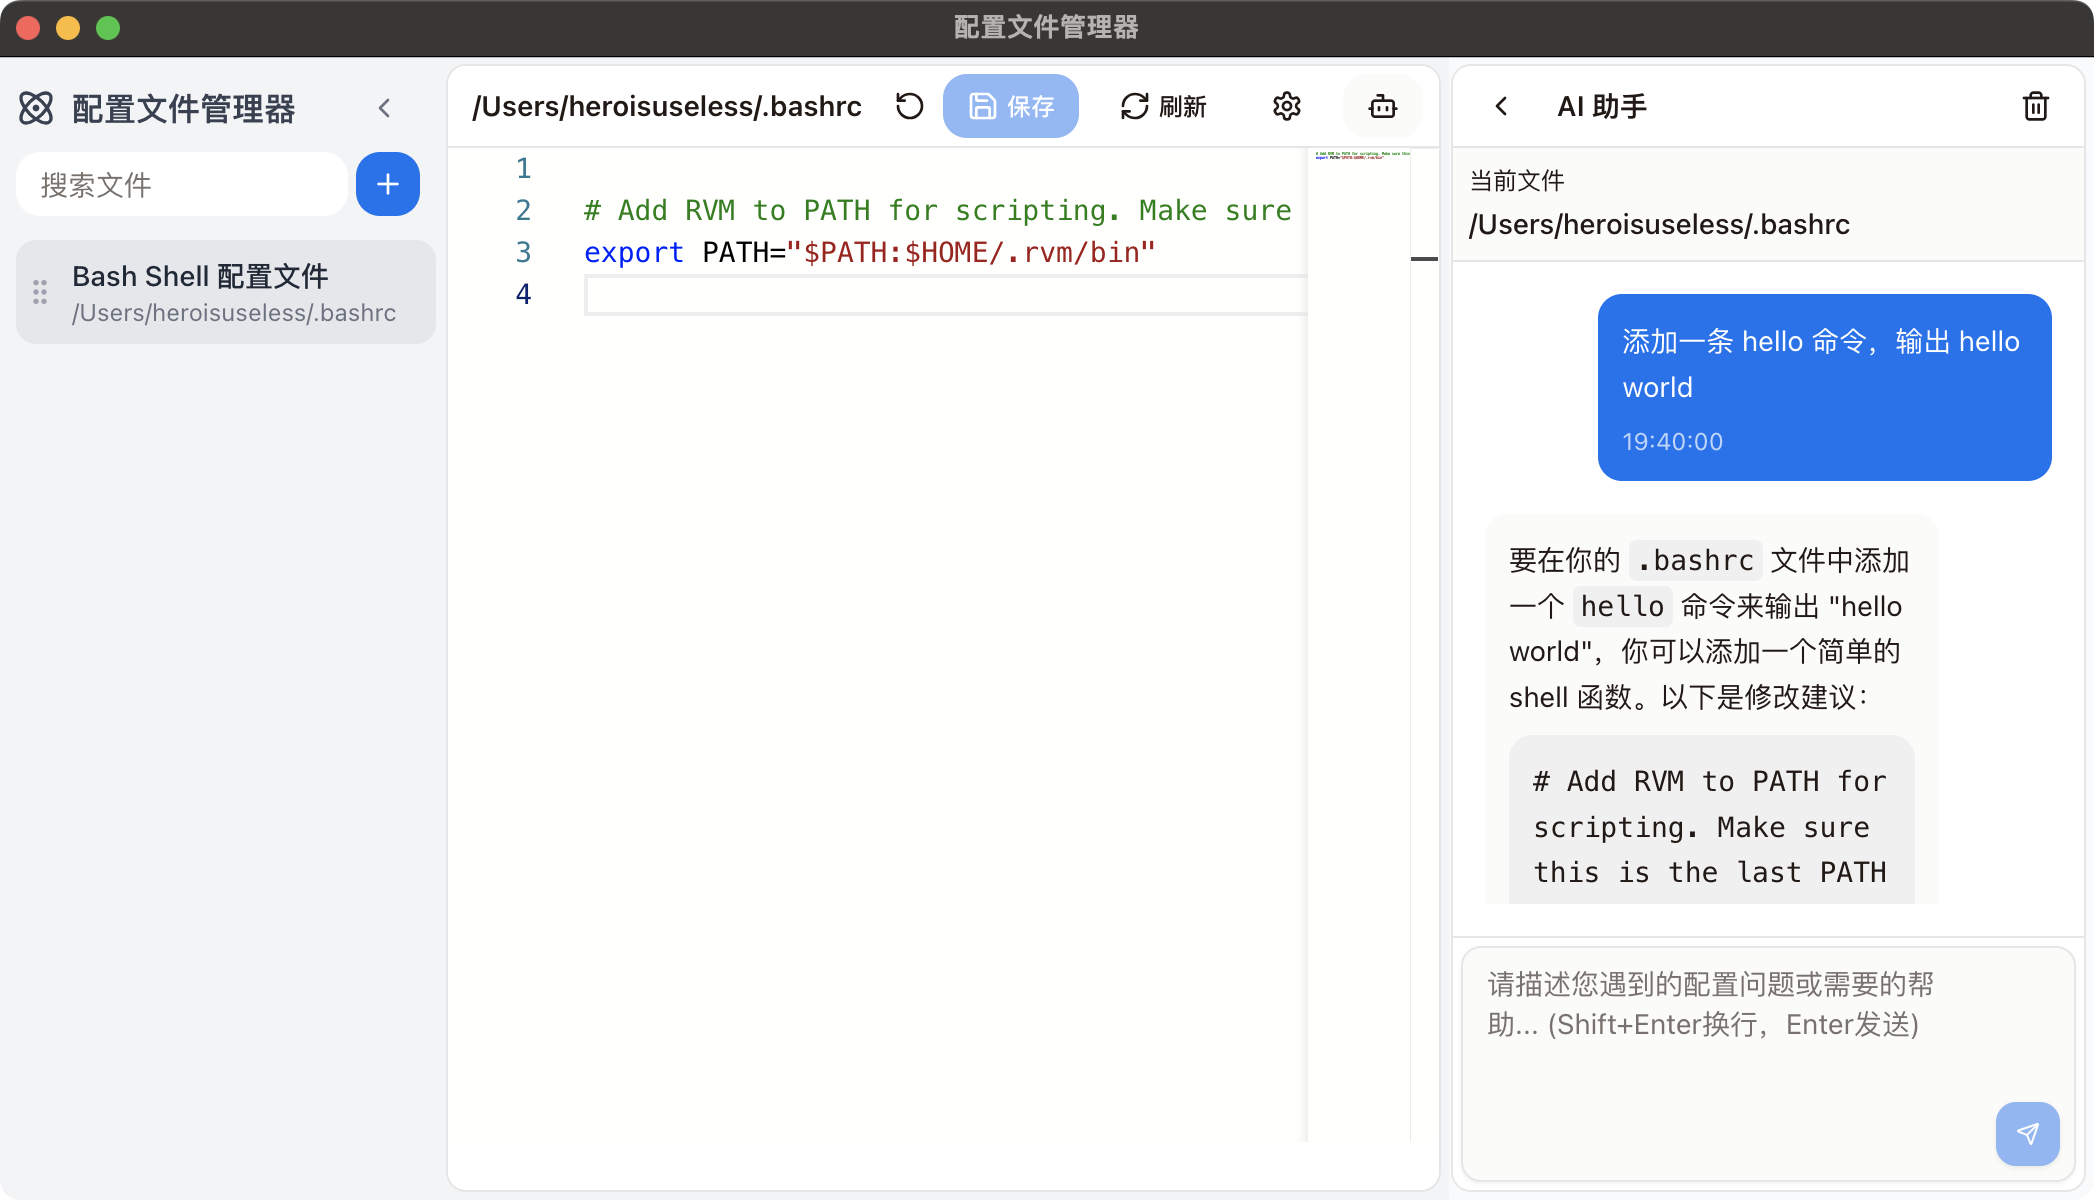 配置文件管理器
配置文件管理器
搜索文件
Bash Shell 配置文件
/Users/heroisuseless/.bashrc
/Users/heroisuseless/.bashrc
保存
刷新
1
2 # Add RVM to PATH for scripting. Make sure
3 export PATH="$PATH:$HOME/.rvm/bin"
4
AI 助手
当前文件
/Users/heroisuseless/.bashrc
添加一条 hello 命令，输出 hello
world
19:40:00
要在你的 .bashrc 文件中添加
一个 hello 命令来输出 "hello
world"，你可以添加一个简单的
shell 函数。以下是修改建议：
# Add RVM to PATH for
scripting. Make sure
this is the last PATH
请描述您遇到的配置问题或需要的帮
助... (Shift+Enter换行，Enter发送)